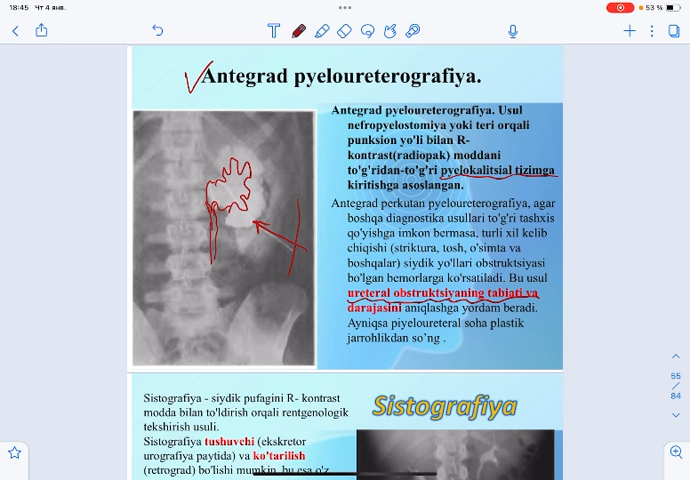 18:45 Чт 4 янв.
53 %
Antegrad pyeloureterografiya.
Antegrad pyeloureterografiya. Usul
nefropyelostomiya yoki teri orqali
punksion yo'li bilan R-
kontrast(radiopak) moddani
to'g'ridan-to'g'ri pyelokalitsial tizimga
kiritishga asoslangan.
Antegrad perkutan pyeloureterografiya, agar
boshqa diagnostika usullari to'g'ri tashxis
qo'yishga imkon bermasa, turli xil kelib
chiqishi (striktura, tosh, o'simta va
boshqalar) siydik yo'llari obstruktsiyasi
bo'lgan bemorlarga ko'rsatiladi. Bu usul
ureteral obstruktsiyaning tabiati va
darajasini aniqlashga yordam beradi.
Ayniqsa piyeloureteral soha plastik
jarrohlikdan so'ng .
55
/
84
Sistografiya - siydik pufagini R- kontrast
modda bilan to'ldirish orqali rentgenologik
tekshirish usuli.
Sistografiya tushuvchi (ekskretor
urografiya paytida) va ko'tarilish
(retrograd) bo'lishi mumkin, bu esa o'z
Sistografiya